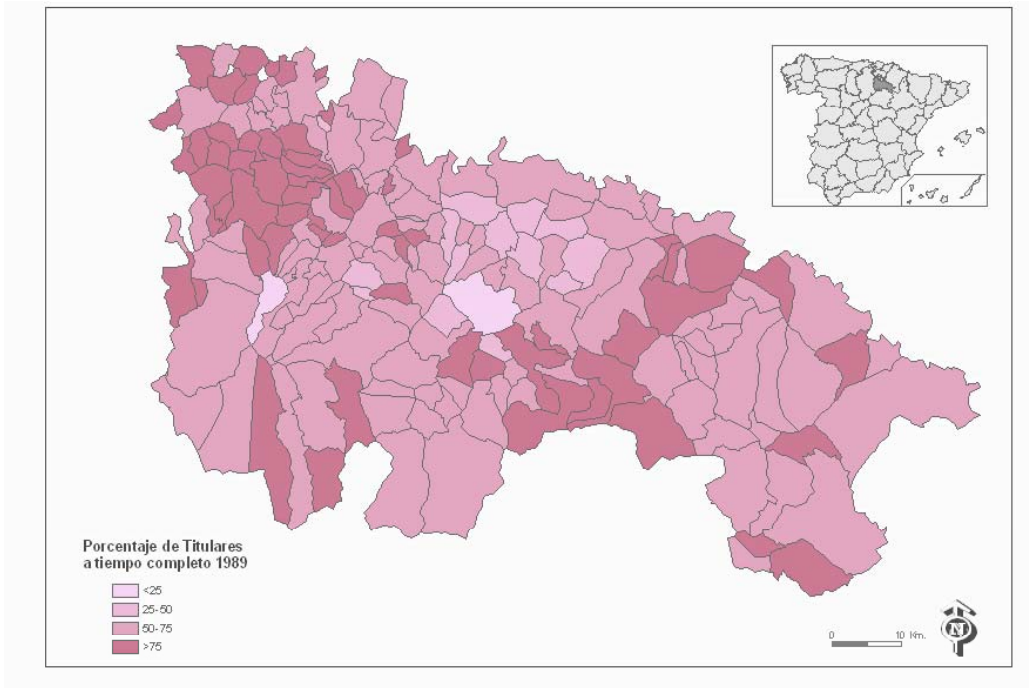 Porcentaje de Titulares
a tiempo completo 1989
<25
25-50
50-75
>75
0 10 Km.
N